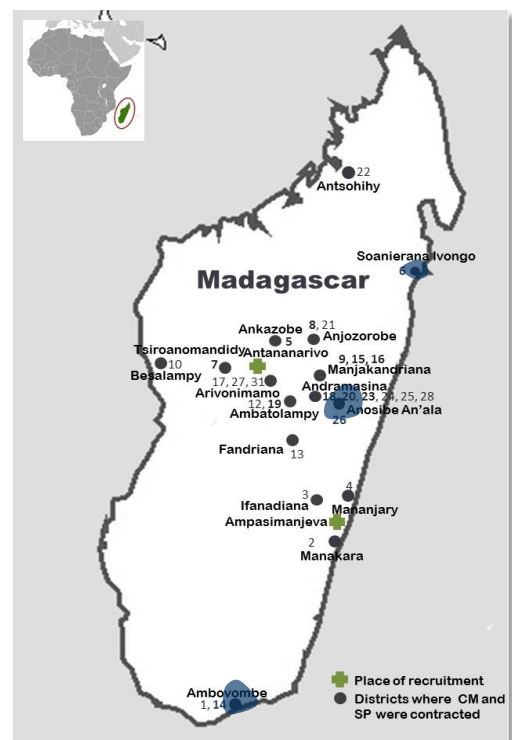 22
Antsohihy
Soanierana Ivongo
6
Madagascar
Ankazobe
5
8, 21
Anjozorobe
Tsiroanomandidy
Antananarivo
10
7
9, 15, 16
Manjakandriana
Besalampy
17, 27, 31
Andramasina
Arivonimamo
18, 20, 23, 24, 25, 28
12, 19
Anosibe An’ala
Ambatolampy
26
Fandriana
13
3
4
Ifanadiana
Mananjary
Ampasimanjeva
2
Manakara
Ambovombe
1, 14
Place of recruitment
Districts where CM and
SP were contracted